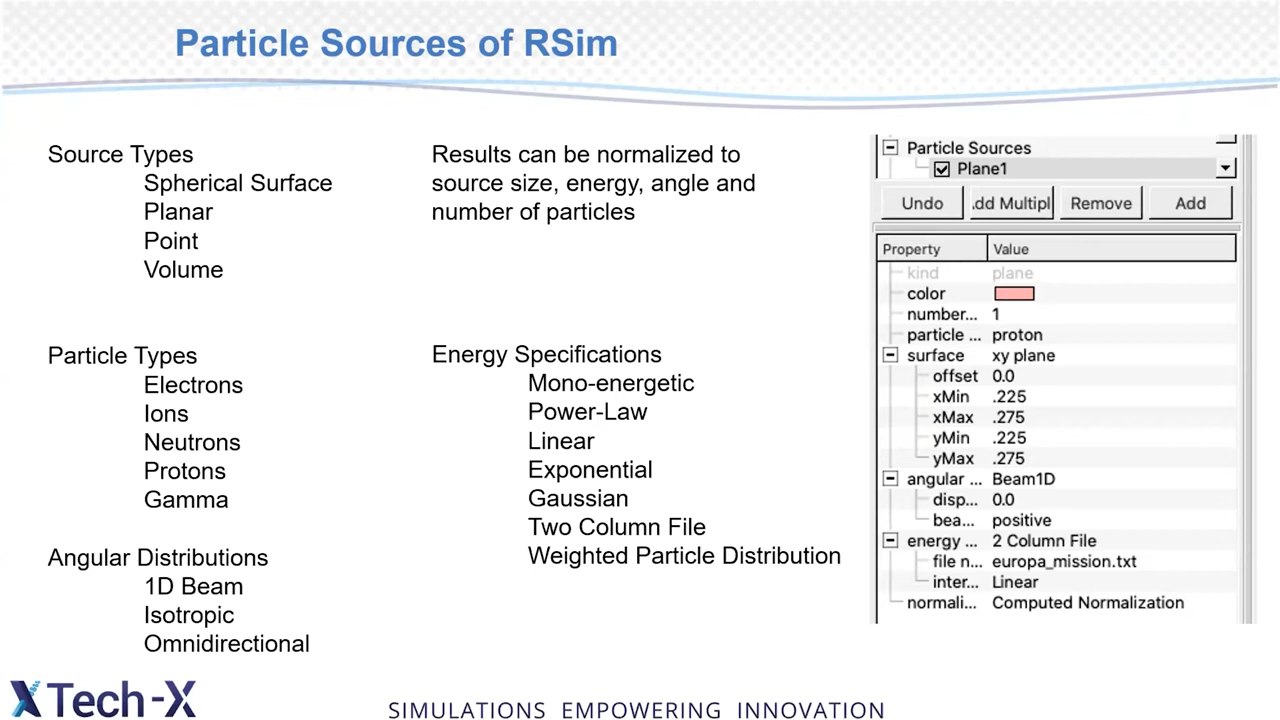 Particle Sources of RSim
Source Types
Spherical Surface
Planar
Point
Volume
Results can be normalized to
source size, energy, angle and
number of particles
Particle Types
Electrons
Ions
Neutrons
Protons
Gamma
Energy Specifications
Mono-energetic
Power-Law
Linear
Exponential
Gaussian
Two Column File
Weighted Particle Distribution
Angular Distributions
1D Beam
Isotropic
Omnidirectional
Particle Sources
Plane1
Undo dd Multipl Remove Add
Property Value
kind plane
color
number... 1
particle ... proton
surface xy plane
offset 0.0
xMin .225
xMax .275
yMin .225
yMax .275
angular ... Beam1D
disp... 0.0
bea... positive
energy ... 2 Column File
file n... europa_mission.txt
inter... Linear
normali... Computed Normalization
Tech-X
SIMULATIONS EMPOWERING INNOVATION